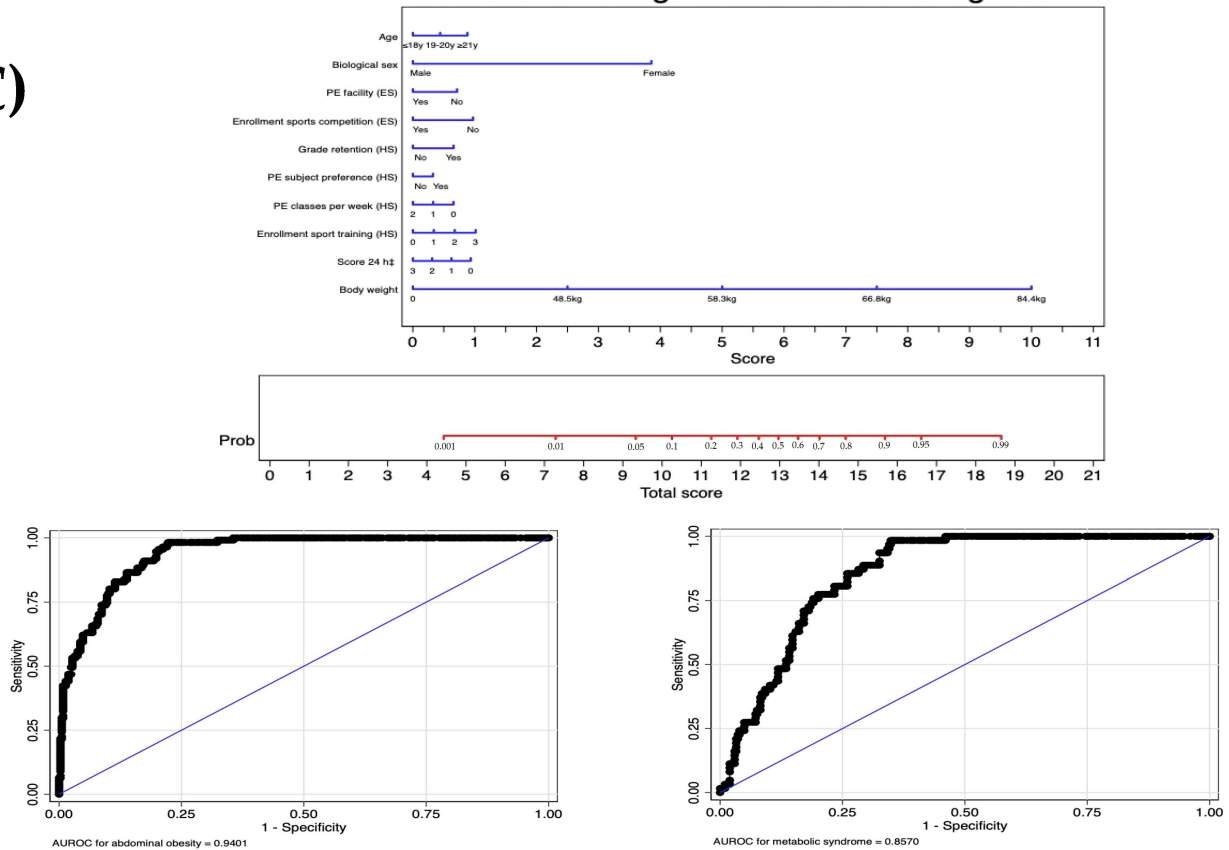 Age
≤18y 19-20y ≥21y
Biological sex
Male Female
PE facility (ES)
Yes No
Enrollment sports competition (ES)
Yes No
Grade retention (HS)
No Yes
PE subject preference (HS)
No Yes
PE classes per week (HS)
2 1 0
Enrollment sport training (HS)
0 1 2 3
Score 24 h‡
3 2 1 0
Body weight
0 48.5kg 58.3kg 66.8kg 84.4kg
0 1 2 3 4 5 6 7 8 9 10 11
Score
Prob
0.001 0.01 0.05 0.1 0.2 0.3 0.4 0.5 0.6 0.7 0.8 0.9 0.95 0.99
0 1 2 3 4 5 6 7 8 9 10 11 12 13 14 15 16 17 18 19 20 21
Total score
Sensitivity
1.00
0.75
0.50
0.25
0.00
0.00 0.25 0.50 0.75 1.00
1 - Specificity
AUROC for abdominal obesity = 0.9401
Sensitivity
1.00
0.75
0.50
0.25
0.00
0.00 0.25 0.50 0.75 1.00
1 - Specificity
AUROC for metabolic syndrome = 0.8570